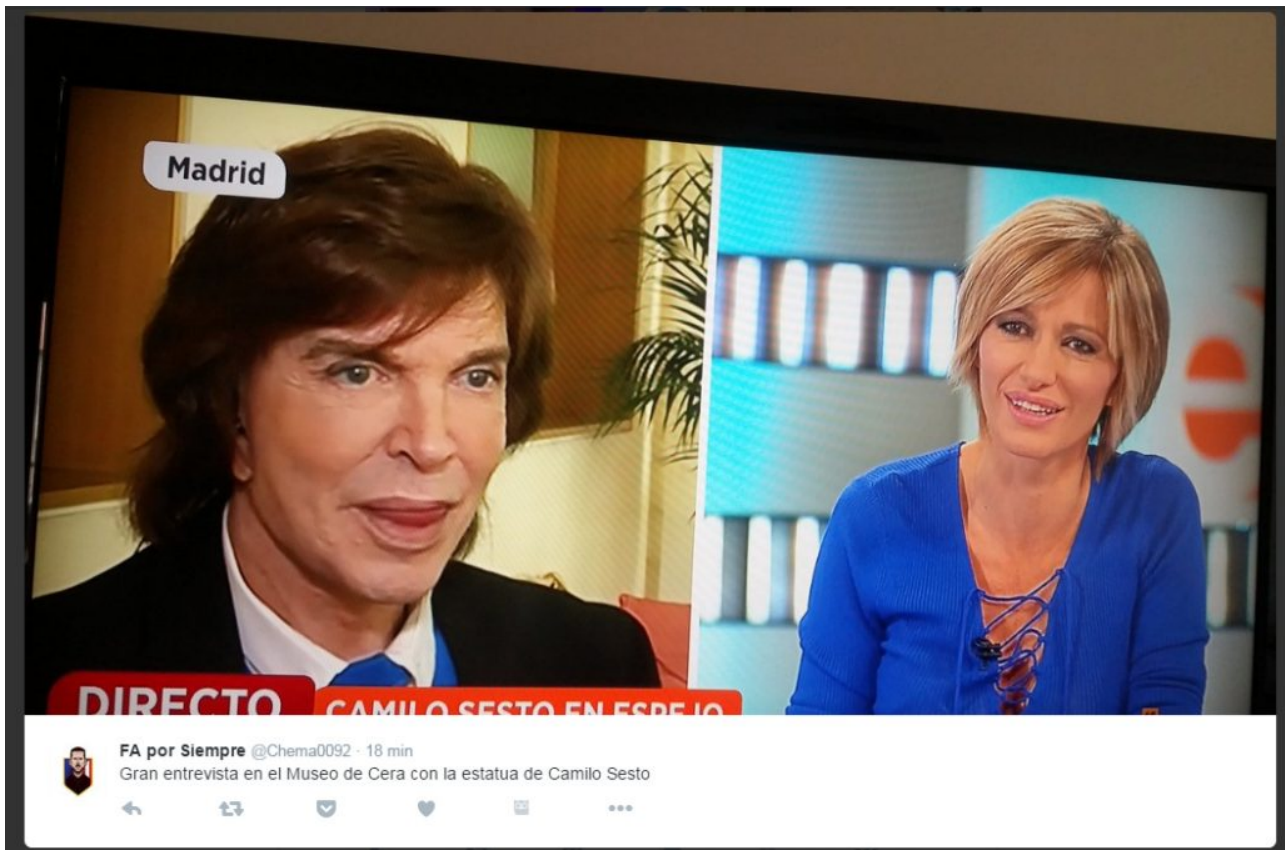 Madrid
DIRECTO
CAMILO SESTO EN ESPEJO
FA por Siempre @Chema0092 · 18 min
Gran entrevista en el Museo de Cera con la estatua de Camilo Sesto